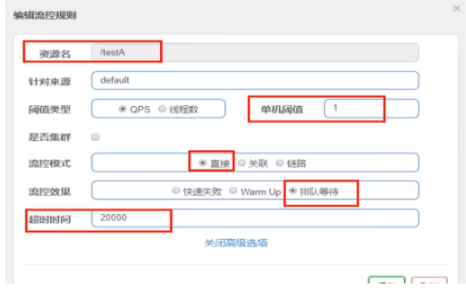 编辑流控规则 ×
资源名 /testA
针对来源 default
阈值类型 QPS 线程数 单机阈值 1
是否集群
流控模式 直接 关联 链路
流控效果 快速失败 Warm Up 排队等待
超时时间 20000
关闭高级选项